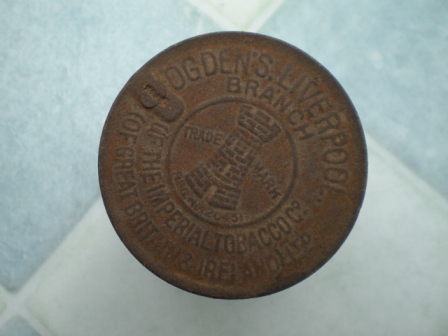 OGDEN'S, LIVERPOOL
BRANCH
OF THE IMPERIAL TOBACCO Cº
(OF GREAT BRITAIN & IRELAND) LTD
TRADE MARK